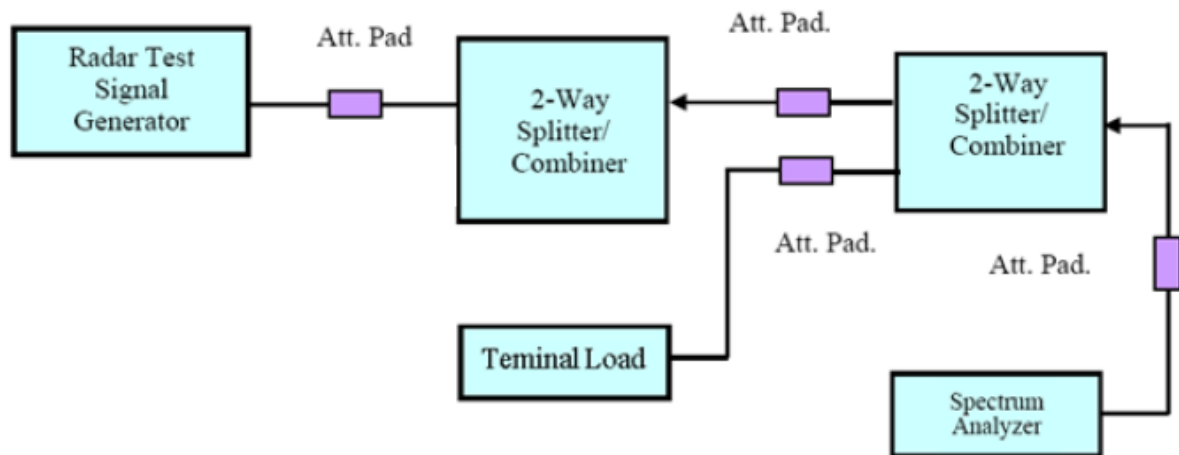 Radar Test
Signal
Generator
Att. Pad
2-Way
Splitter/
Combiner
Att. Pad.
2-Way
Splitter/
Combiner
Att. Pad.
Att. Pad.
Teminal Load
Spectrum
Analyzer